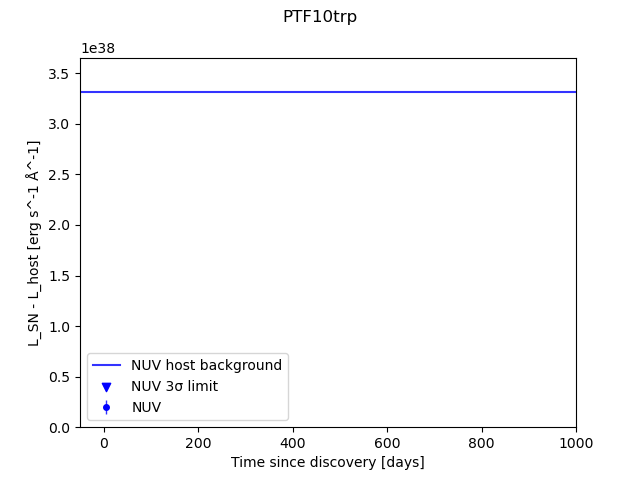 PTF10trp
1e38
3.5
3.0
2.5
2.0
1.5
1.0
0.5
0.0
L_SN - L_host [erg s^-1 Å^-1]
NUV host background
NUV 3σ limit
NUV
0 200 400 600 800 1000
Time since discovery [days]